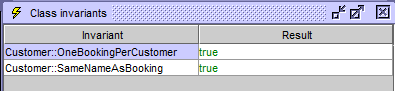 Class invariants
Invariant Result
Customer::OneBookingPerCustomer true
Customer::SameNameAsBooking true